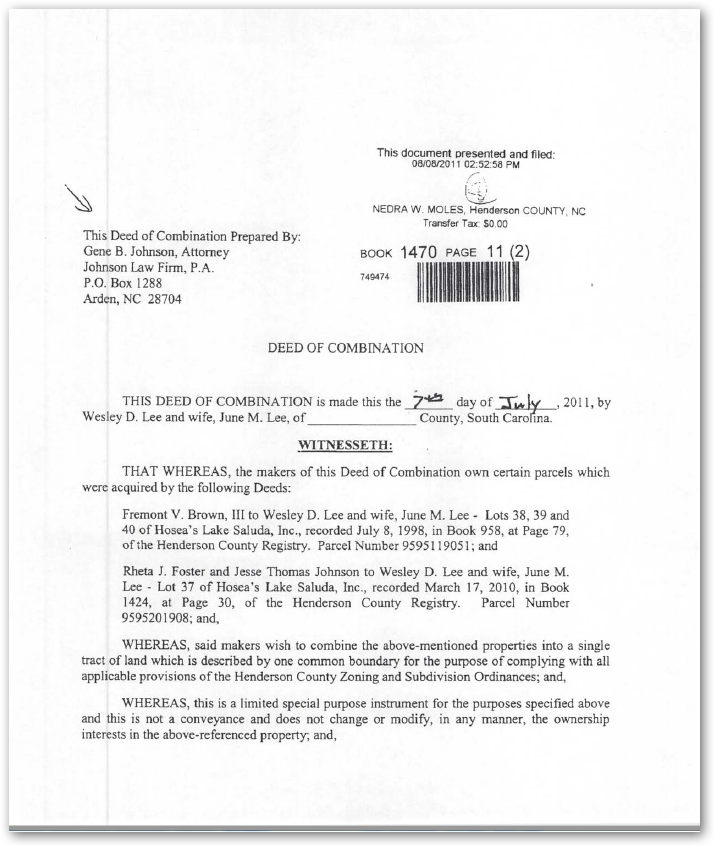 This document presented and filed:
08/08/2011 02:52:58 PM
NEDRA W. MOLES, Henderson COUNTY, NC
Transfer Tax: $0.00
This Deed of Combination Prepared By:
Gene B. Johnson, Attorney
Johnson Law Firm, P.A.
P.O. Box 1288
Arden, NC 28704
BOOK 1470 PAGE 11 (2)
749474
DEED OF COMBINATION
THIS DEED OF COMBINATION is made this the 7th day of July, 2011, by
Wesley D. Lee and wife, June M. Lee, of ________________ County, South Carolina.
WITNESSETH:
THAT WHEREAS, the makers of this Deed of Combination own certain parcels which
were acquired by the following Deeds:
Fremont V. Brown, III to Wesley D. Lee and wife, June M. Lee - Lots 38, 39 and
40 of Hosea's Lake Saluda, Inc., recorded July 8, 1998, in Book 958, at Page 79,
of the Henderson County Registry. Parcel Number 9595119051; and
Rheta J. Foster and Jesse Thomas Johnson to Wesley D. Lee and wife, June M.
Lee - Lot 37 of Hosea's Lake Saluda, Inc., recorded March 17, 2010, in Book
1424, at Page 30, of the Henderson County Registry. Parcel Number
9595201908; and,
WHEREAS, said makers wish to combine the above-mentioned properties into a single
tract of land which is described by one common boundary for the purpose of complying with all
applicable provisions of the Henderson County Zoning and Subdivision Ordinances; and,
WHEREAS, this is a limited special purpose instrument for the purposes specified above
and this is not a conveyance and does not change or modify, in any manner, the ownership
interests in the above-referenced property; and,